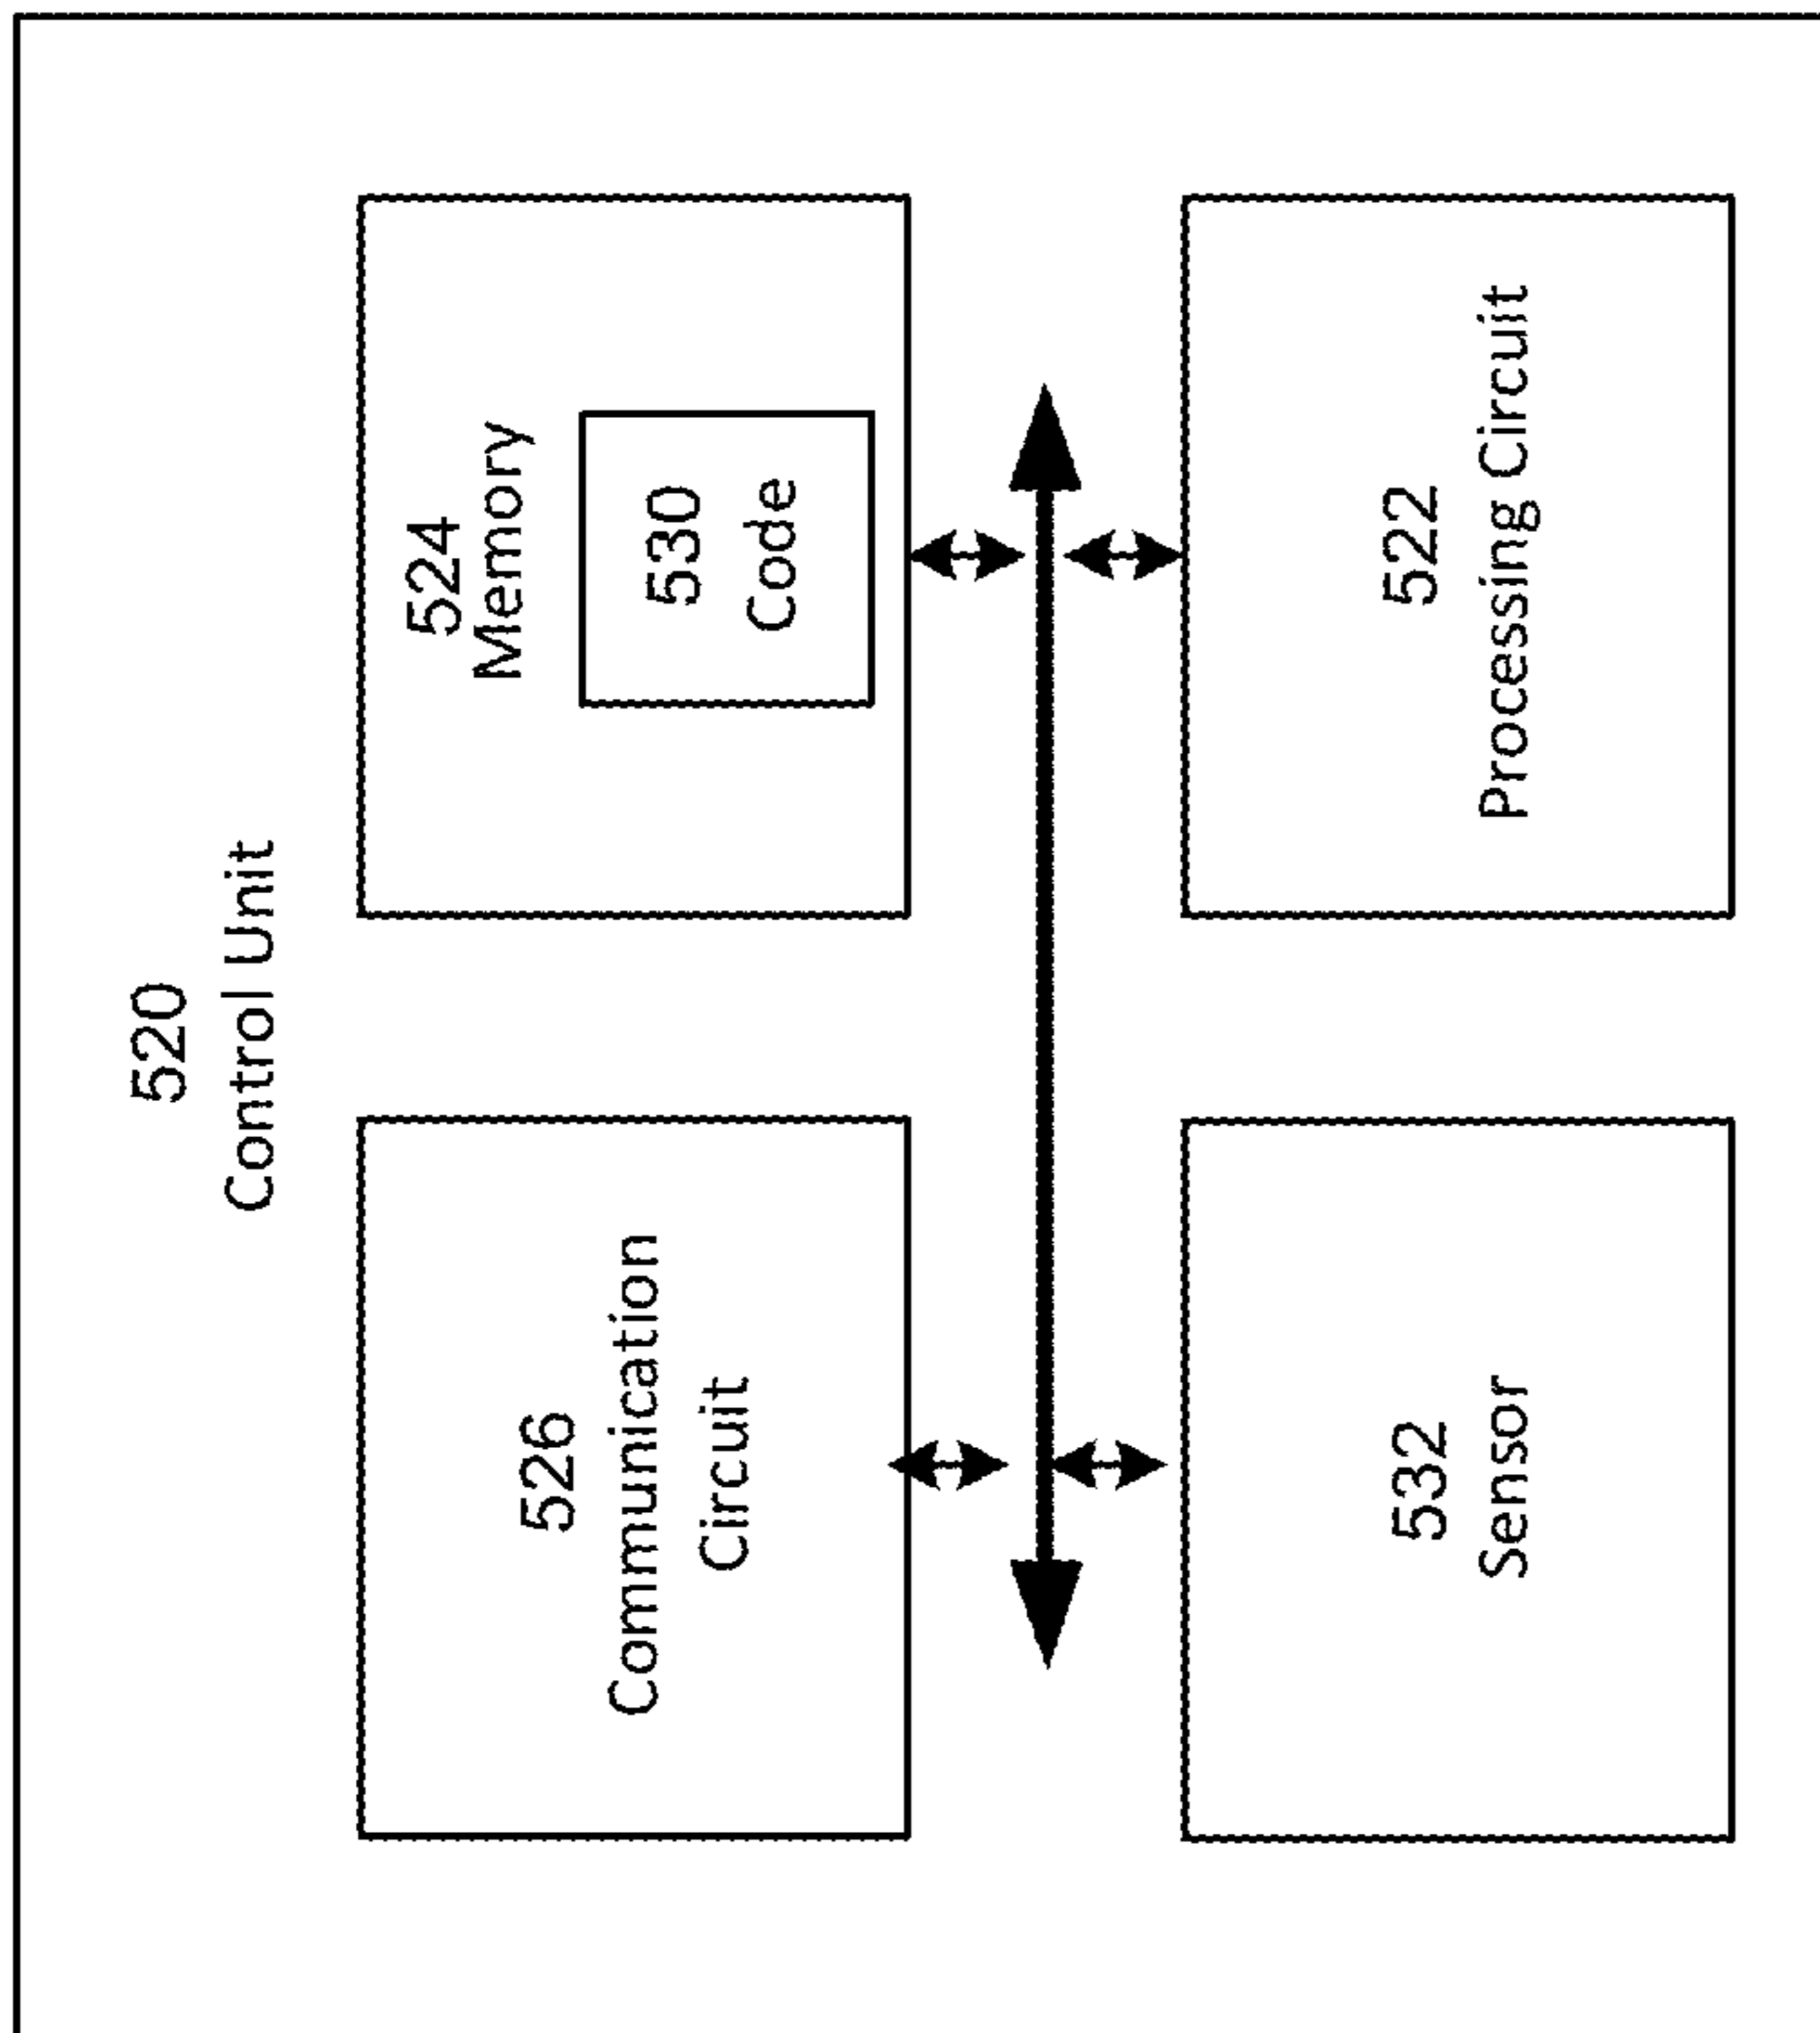 520
Control Unit
526
Communication
Circuit
524
Memory
530
Code
532
Sensor
522
Processing Circuit